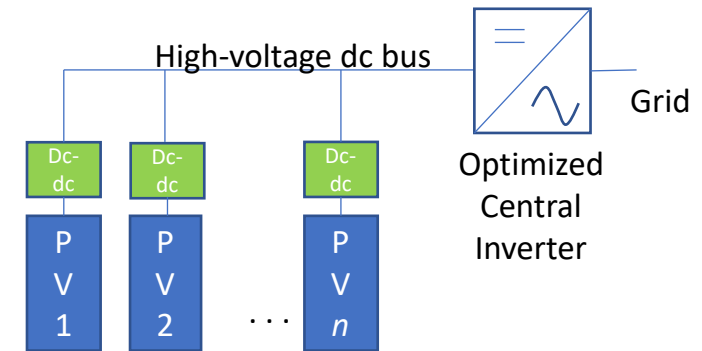 High-voltage dc bus
Grid
Dc-
dc
Dc-
dc
Dc-
dc
Optimized
Central
Inverter
P
V
1
P
V
2
. . .
P
V
n